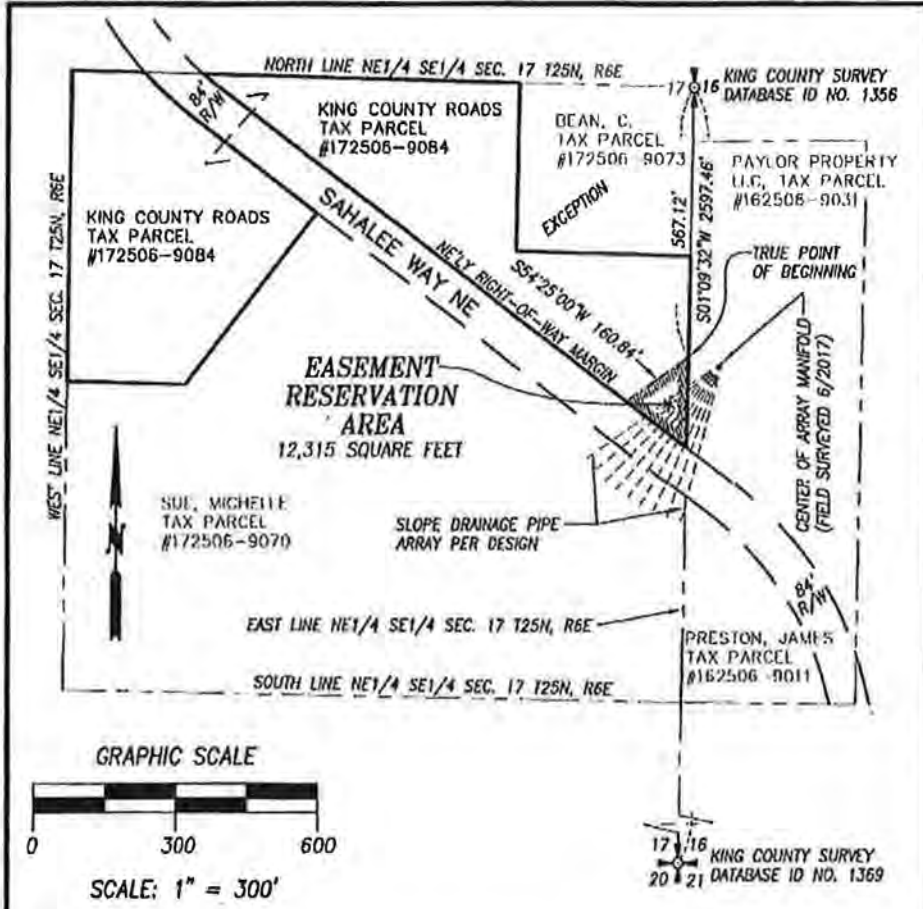 NORTH LINE NE1/4 SE1/4 SEC. 17 T25N, R6E
17 16
KING COUNTY SURVEY
DATABASE ID NO. 1356
84'
R/W
KING COUNTY ROADS
TAX PARCEL
#172506-9084
BEAN, C.
TAX PARCEL
#172506-9073
EXCEPTION
567.12'
S01°09'32"W 2597.46'
PAYLOR PROPERTY
LLC, TAX PARCEL
#162506-9031
KING COUNTY ROADS
TAX PARCEL
#172506-9084
SAHALEE WAY NE
NE'LY RIGHT-OF-WAY MARGIN
S54°25'00"W 160.84'
TRUE POINT
OF BEGINNING
WEST LINE NE1/4 SE1/4 SEC. 17 T25N, R6E
EASEMENT
RESERVATION
AREA
12,315 SQUARE FEET
CENTER OF ARRAY MANIFOLD
(FIELD SURVEYED 6/2017)
N
SUE, MICHELLE
TAX PARCEL
#172506-9070
SLOPE DRAINAGE PIPE
ARRAY PER DESIGN
84'
R/W
EAST LINE NE1/4 SE1/4 SEC. 17 T25N, R6E
PRESTON, JAMES
TAX PARCEL
#162506-9011
SOUTH LINE NE1/4 SE1/4 SEC. 17 T25N, R6E
GRAPHIC SCALE
0 300 600
SCALE: 1" = 300'
17 16
20 21
KING COUNTY SURVEY
DATABASE ID NO. 1369